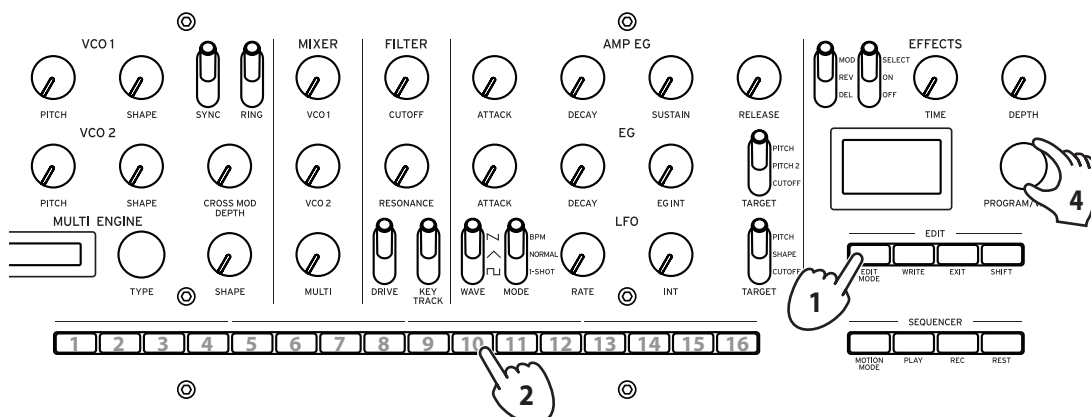 VCO 1
MIXER
FILTER
AMP EG
EFFECTS
MOD
REV
DEL
SELECT
ON
OFF
PITCH
SHAPE
SYNC
RING
VCO 1
CUTOFF
ATTACK
DECAY
SUSTAIN
RELEASE
TIME
DEPTH
VCO 2
EG
PITCH
PITCH 2
CUTOFF
PITCH
SHAPE
CROSS MOD
DEPTH
VCO 2
RESONANCE
ATTACK
DECAY
EG INT
TARGET
4
MULTI ENGINE
LFO
EDIT
BPM
NORMAL
1-SHOT
PITCH
SHAPE
CUTOFF
TYPE
SHAPE
MULTI
DRIVE
KEY
TRACK
WAVE
MODE
RATE
INT
TARGET
EDIT
MODE
WRITE
EXIT
SHIFT
1
SEQUENCER
1 2 3 4 5 6 7 8 9 10 11 12 13 14 15 16
MOTION
MODE
PLAY
REC
REST
2